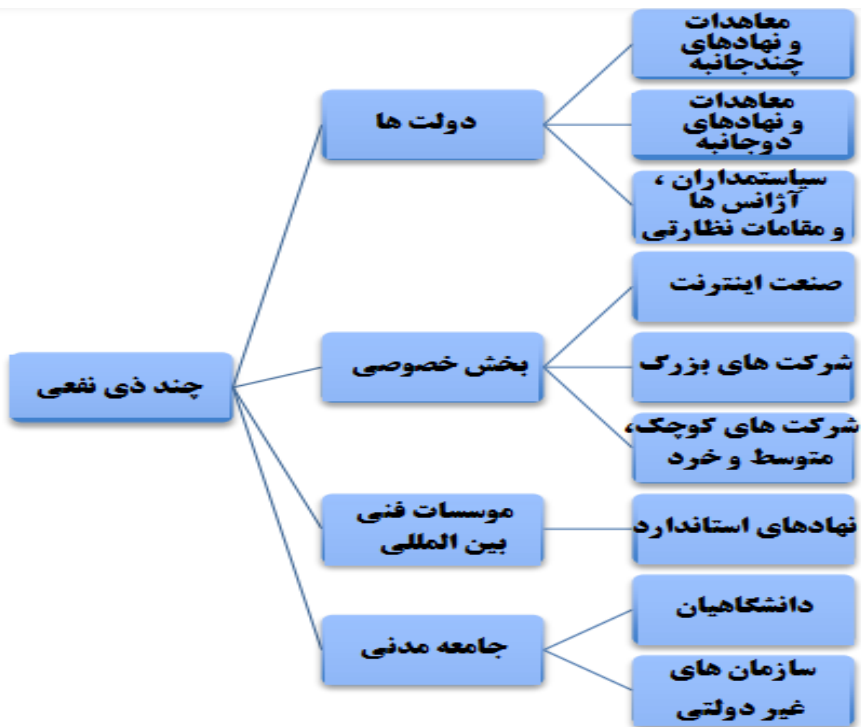 چند ذی نفعی
دولت ها
معاهدات
و نهادهای
چندجانبه
معاهدات
و نهادهای
دوجانبه
سیاستمداران ،
آژانس ها
و مقامات نظارتی
بخش خصوصی
صنعت اینترنت
شرکت های بزرگ
شرکت های کوچک،
متوسط و خرد
موسسات فنی
بین المللی
نهادهای استاندارد
جامعه مدنی
دانشگاهیان
سازمان های
غیر دولتی